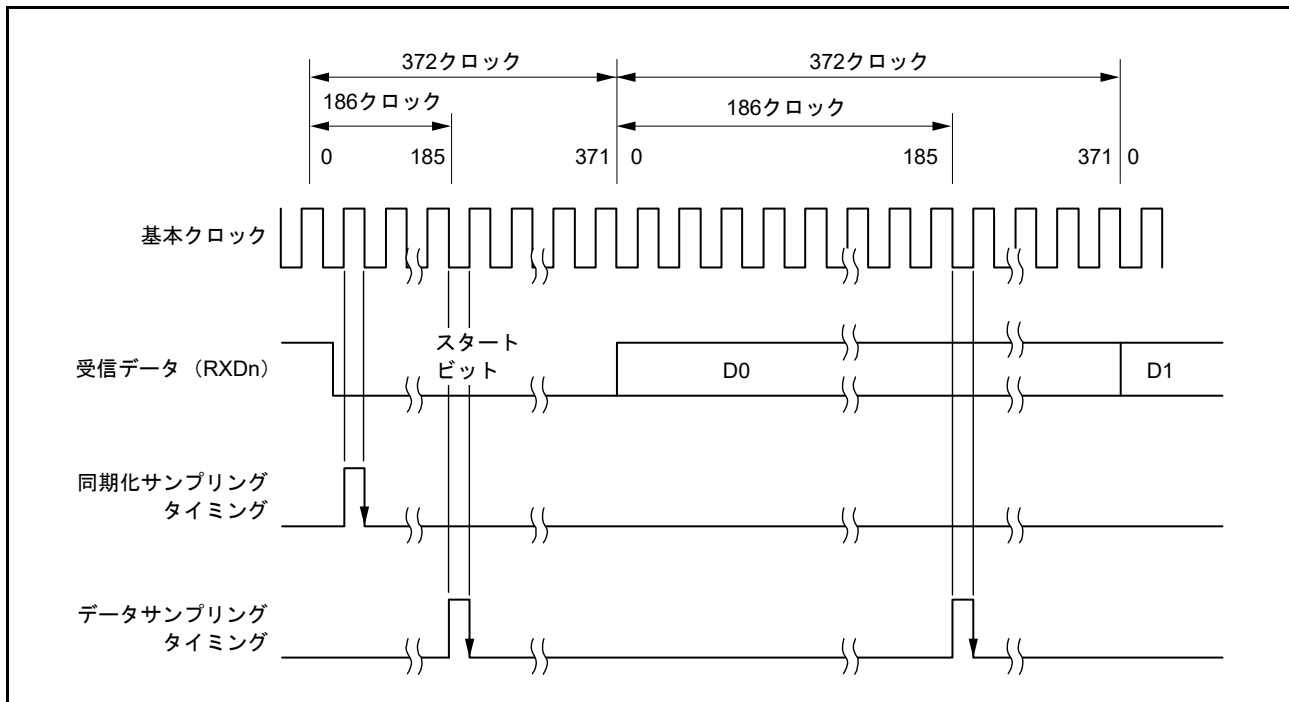 372クロック 372クロック
186クロック 186クロック
0 185 371 0 185 371 0
基本クロック
スタート
ビット
受信データ（RXDn） D0 D1
同期化サンプリング
タイミング
データサンプリング
タイミング